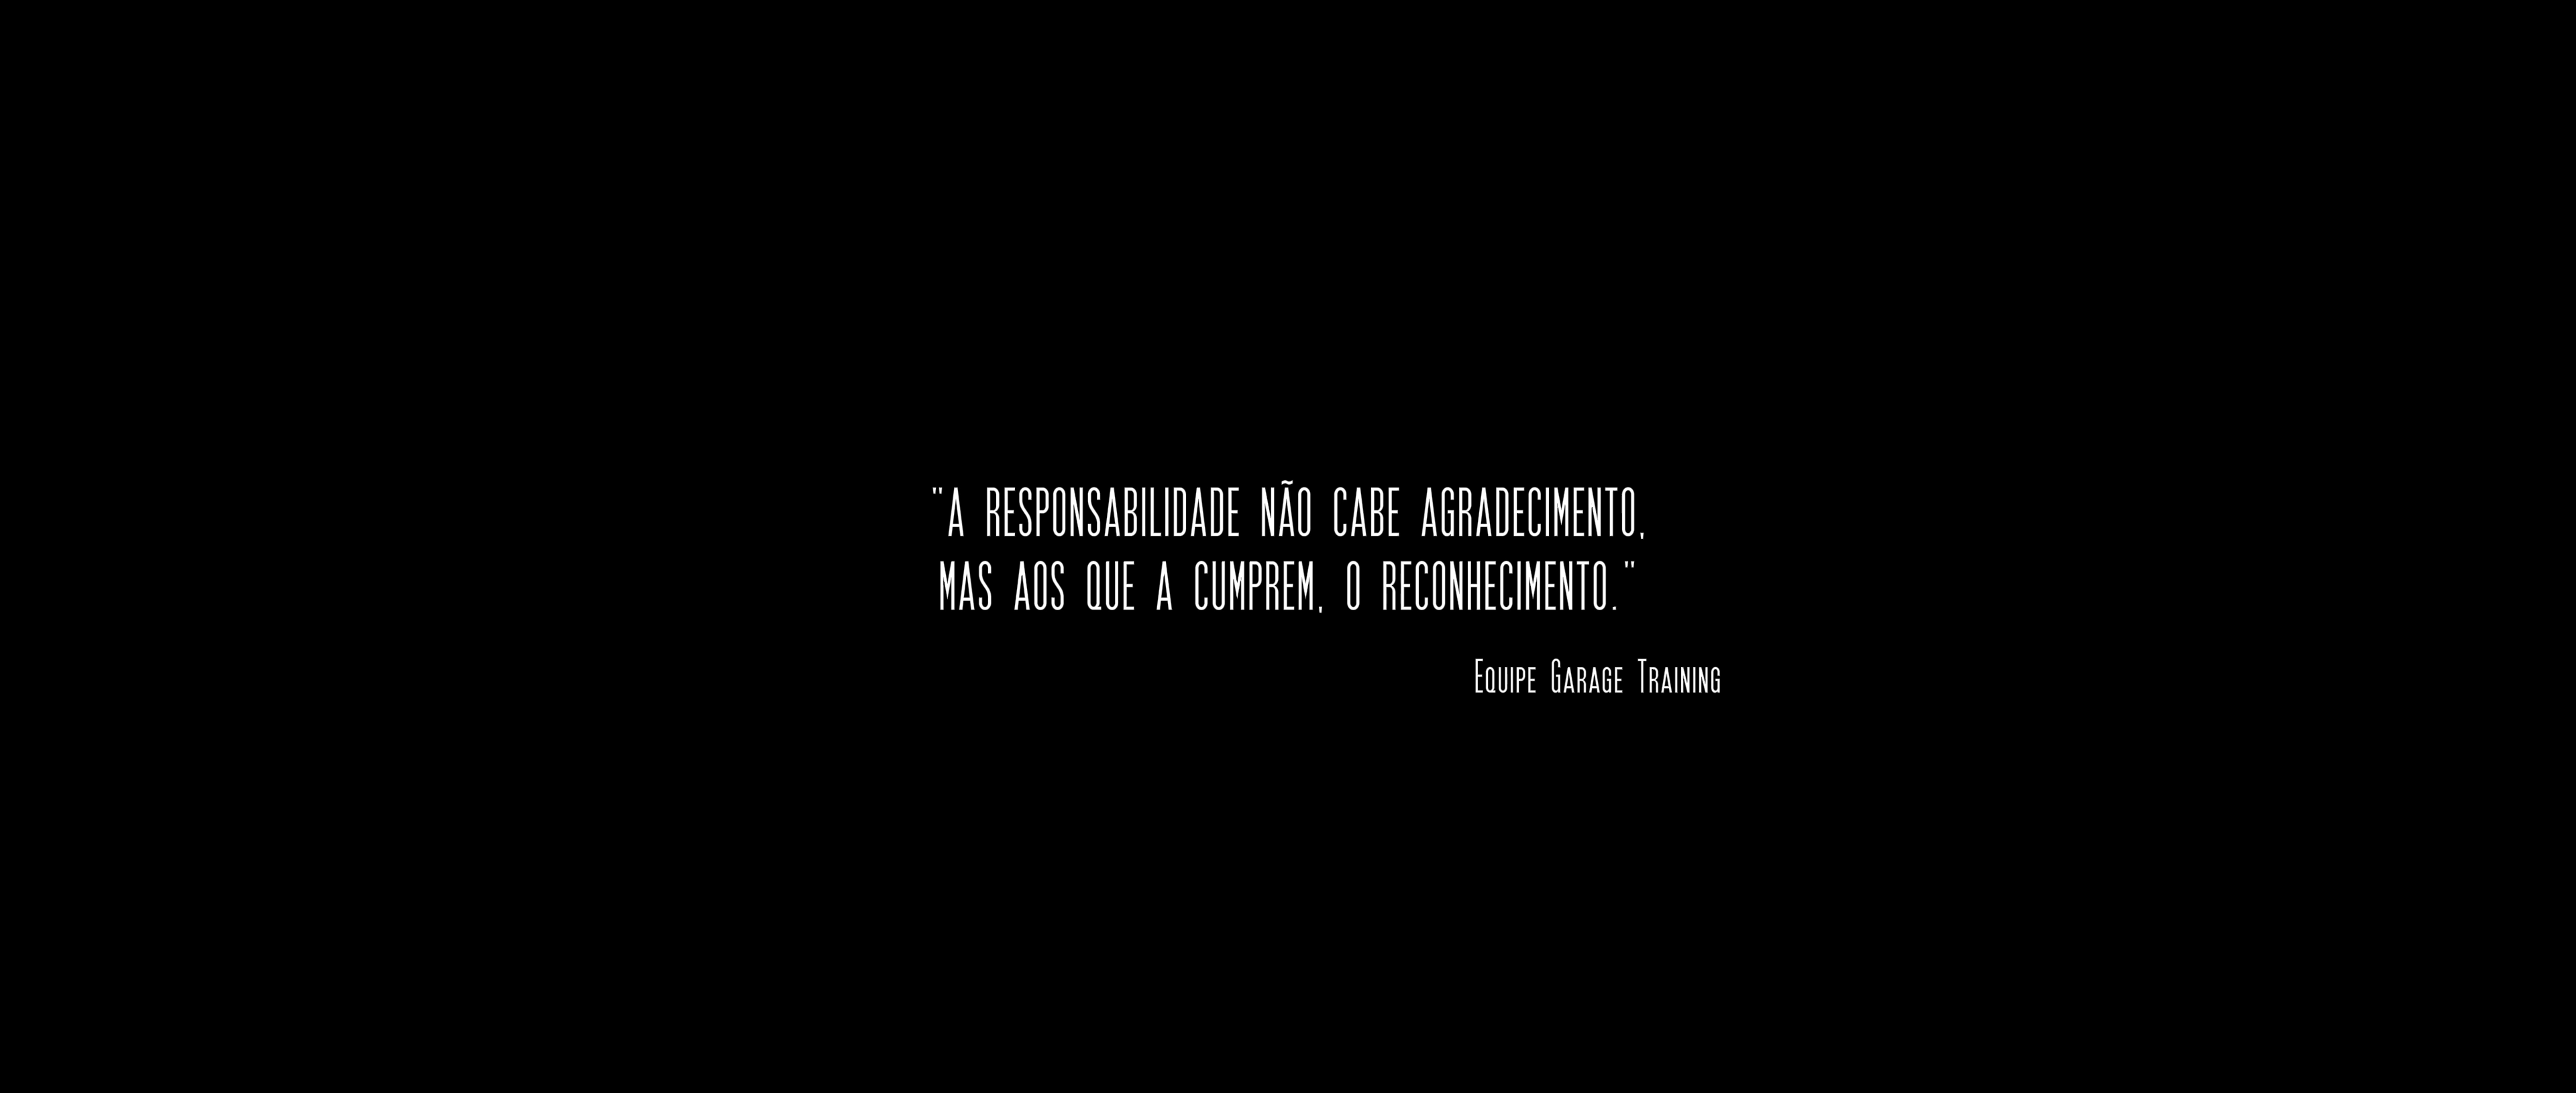 "A RESPONSABILIDADE NÃO CABE AGRADECIMENTO,
MAS AOS QUE A CUMPREM, O RECONHECIMENTO."
Equipe Garage Training